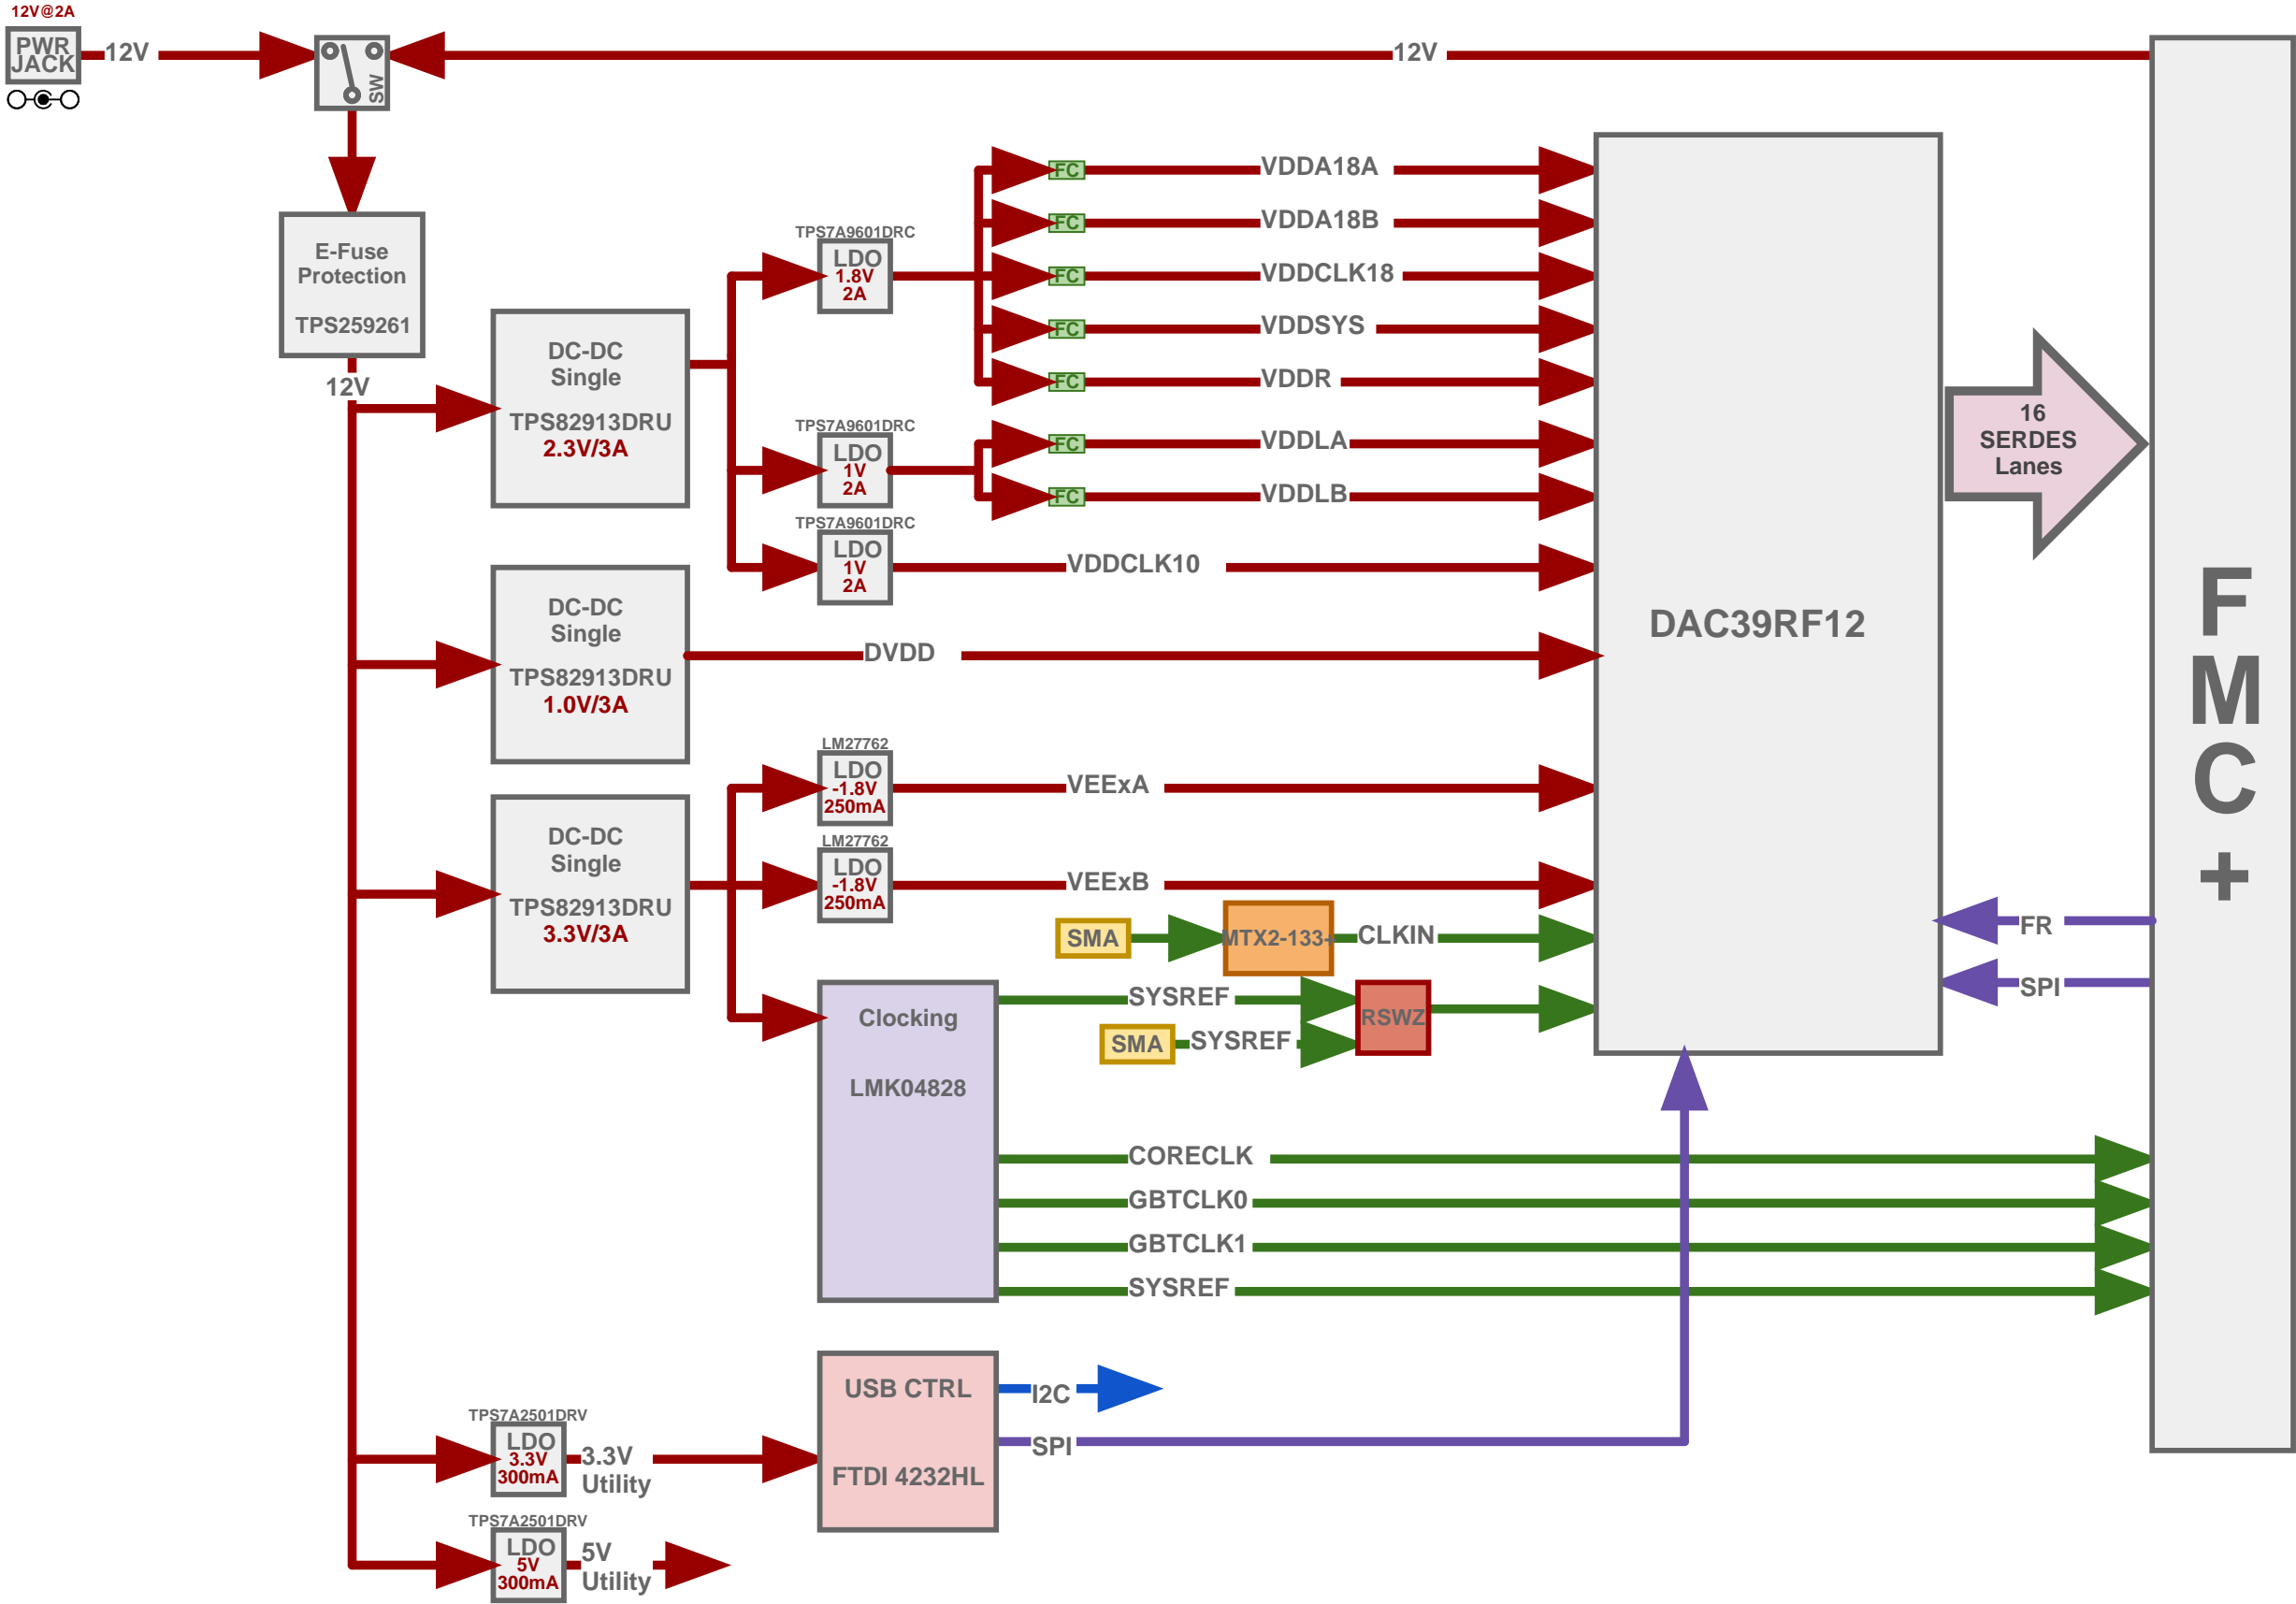 12V@2A
PWR
JACK
12V
SW
12V
E-Fuse
Protection
TPS259261
12V
DC-DC
Single
TPS82913DRU
2.3V/3A
TPS7A9601DRC
LDO
1.8V
2A
FC
VDDA18A
FC
VDDA18B
FC
VDDCLK18
FC
VDDSYS
FC
VDDR
TPS7A9601DRC
LDO
1V
2A
FC
VDDLA
FC
VDDLB
TPS7A9601DRC
LDO
1V
2A
VDDCLK10
DC-DC
Single
TPS82913DRU
1.0V/3A
DVDD
DC-DC
Single
TPS82913DRU
3.3V/3A
LM27762
LDO
-1.8V
250mA
VEExA
LM27762
LDO
-1.8V
250mA
VEExB
SMA
MTX2-133-
CLKIN
SYSREF
SMA
SYSREF
RSWZ
Clocking
LMK04828
CORECLK
GBTCLK0
GBTCLK1
SYSREF
DAC39RF12
16
SERDES
Lanes
FR
SPI
F
M
C
+
TPS7A2501DRV
LDO
3.3V
300mA
3.3V
Utility
USB CTRL
FTDI 4232HL
I2C
SPI
TPS7A2501DRV
LDO
5V
300mA
5V
Utility